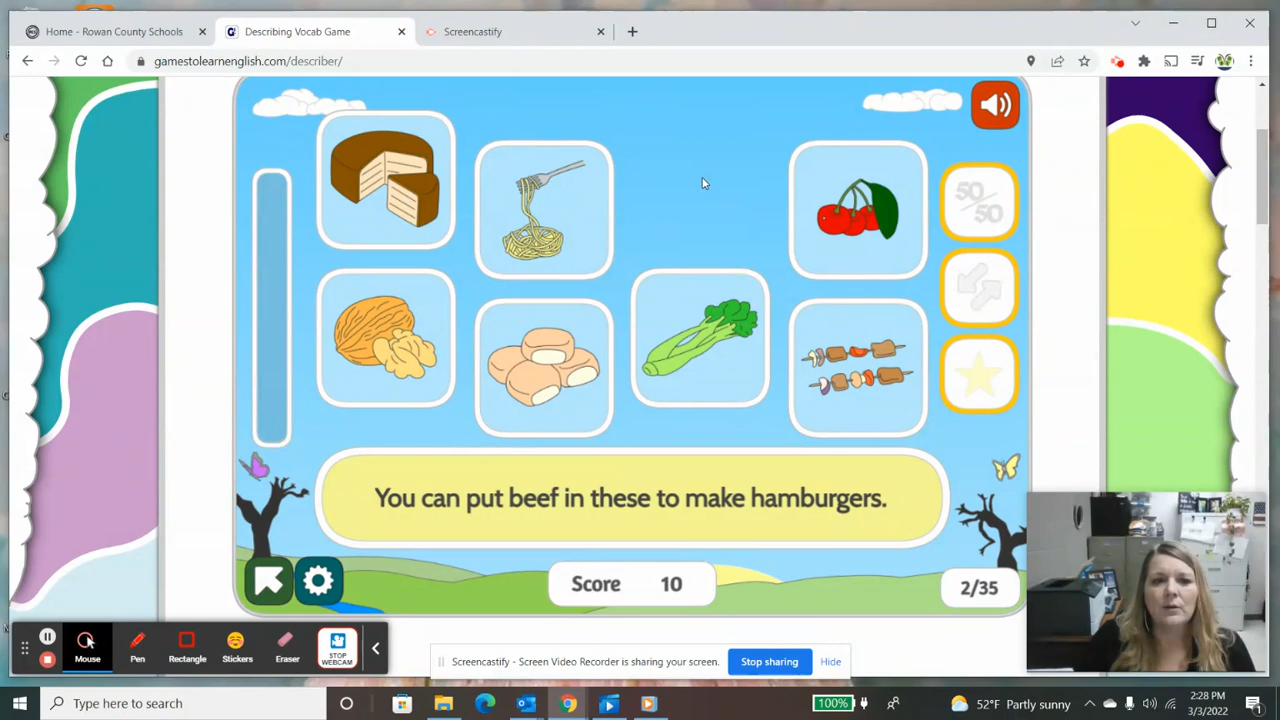 Home - Rowan County Schools
Describing Vocab Game
Screencastify
gamestolearnenglish.com/describer/
50
50
You can put beef in these to make hamburgers.
Score 10
2/35
Mouse
Pen
Rectangle
Stickers
Eraser
STOP
WEBCAM
Screencastify - Screen Video Recorder is sharing your screen.
Stop sharing
Hide
Type here to search
100%
52°F Partly sunny
2:28 PM
3/3/2022
1